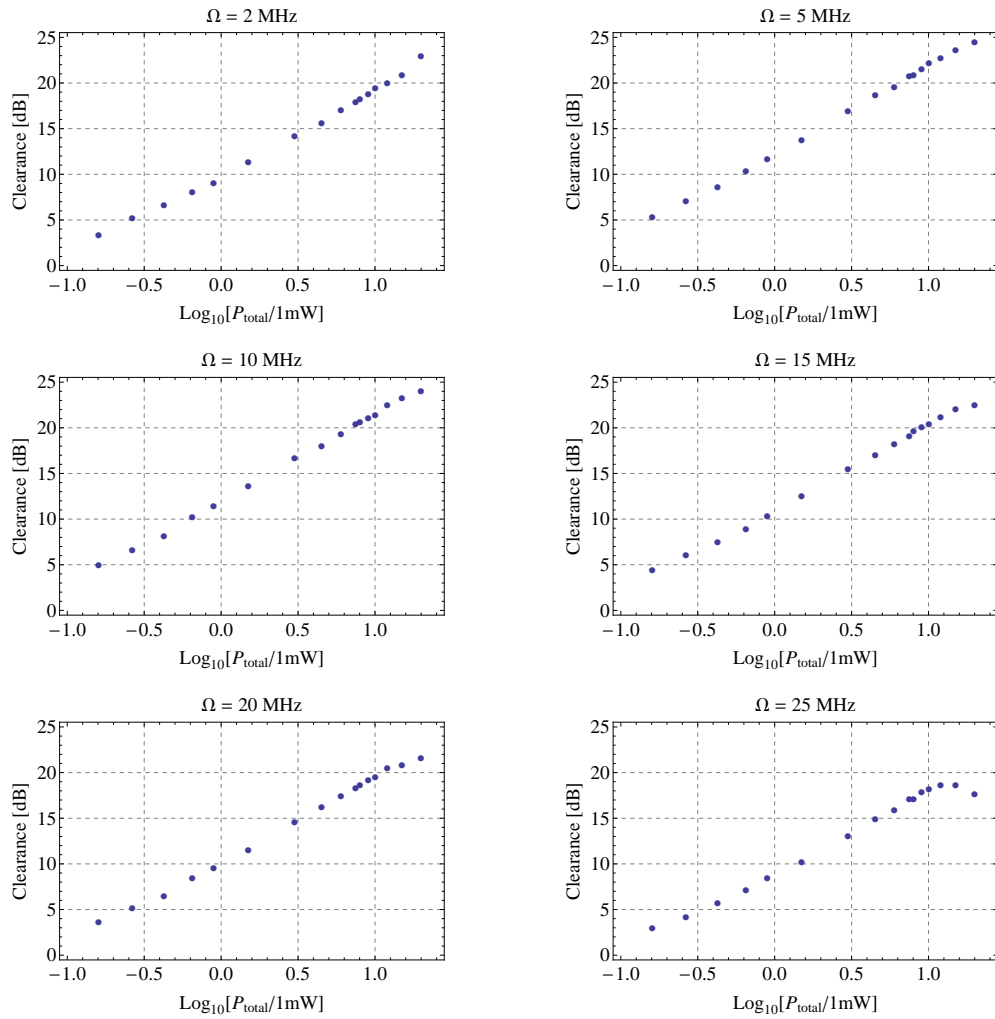 Ω = 2 MHz
25
20
15
10
5
0
Clearance [dB]
−1.0 −0.5 0.0 0.5 1.0
Log10[Ptotal/1mW]
Ω = 5 MHz
25
20
15
10
5
0
Clearance [dB]
−1.0 −0.5 0.0 0.5 1.0
Log10[Ptotal/1mW]
Ω = 10 MHz
25
20
15
10
5
0
Clearance [dB]
−1.0 −0.5 0.0 0.5 1.0
Log10[Ptotal/1mW]
Ω = 15 MHz
25
20
15
10
5
0
Clearance [dB]
−1.0 −0.5 0.0 0.5 1.0
Log10[Ptotal/1mW]
Ω = 20 MHz
25
20
15
10
5
0
Clearance [dB]
−1.0 −0.5 0.0 0.5 1.0
Log10[Ptotal/1mW]
Ω = 25 MHz
25
20
15
10
5
0
Clearance [dB]
−1.0 −0.5 0.0 0.5 1.0
Log10[Ptotal/1mW]